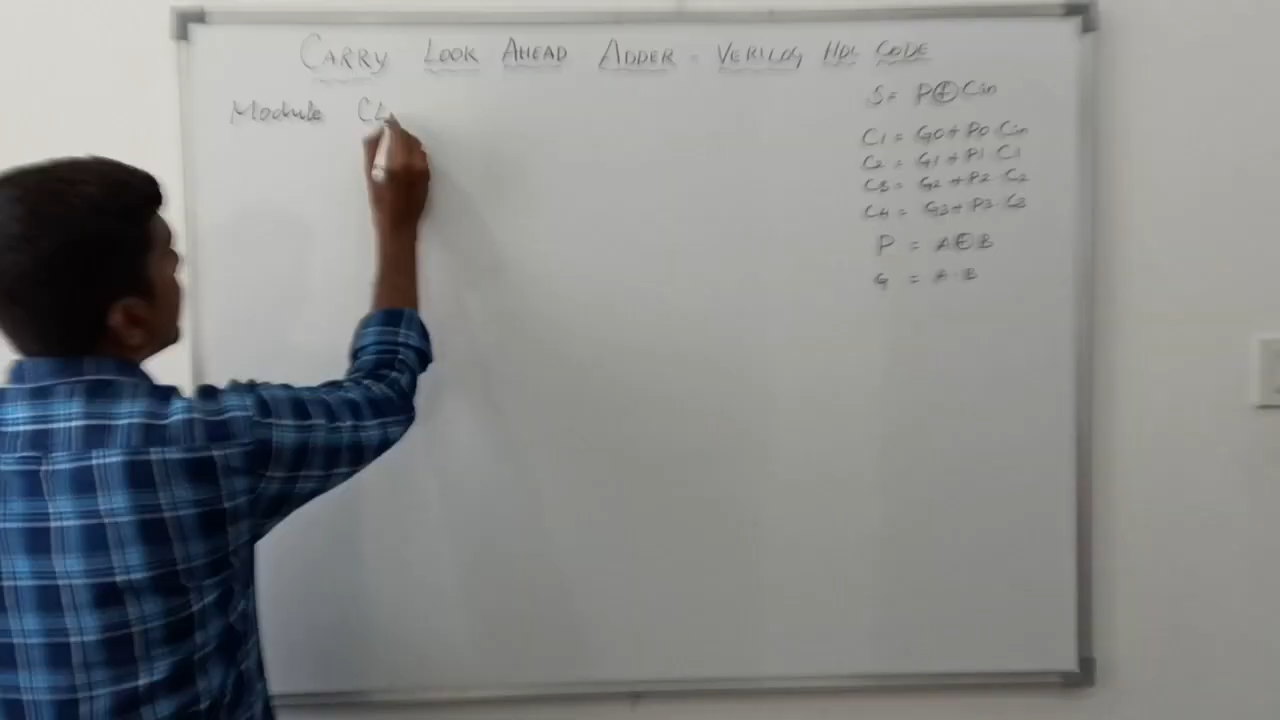 CARRY LOOK AHEAD ADDER - VERILOG HDL CODE
Module CL
S = P⊕Cin
C1 = G0+P0 Cin
C2 = G1+P1 C1
C3 = G2+P2 C2
C4 = G3+P3 C3
P = A⊕B
G = A B